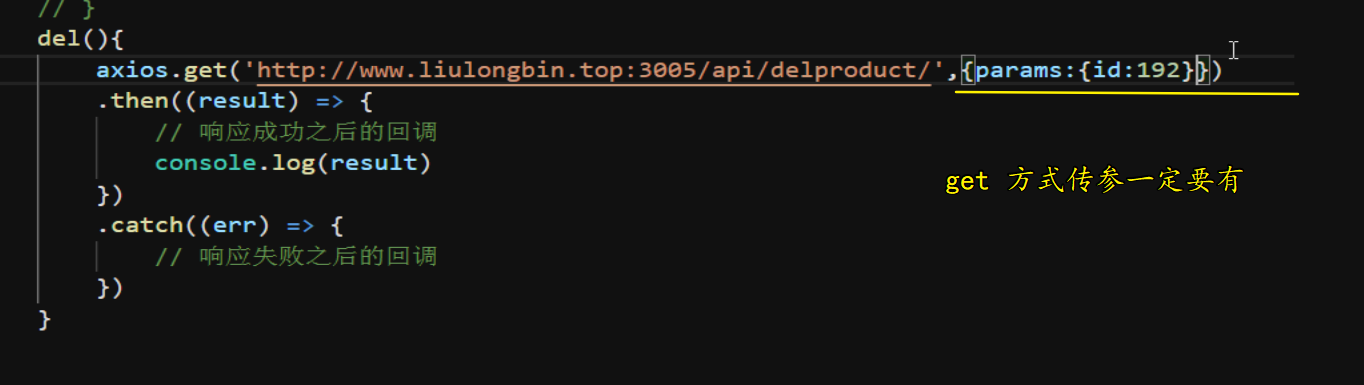 // }
del(){
axios.get('http://www.liulongbin.top:3005/api/delproduct/',{params:{id:192}})
.then((result) => {
// 响应成功之后的回调
console.log(result)
})
get 方式传参一定要有
.catch((err) => {
// 响应失败之后的回调
})
}